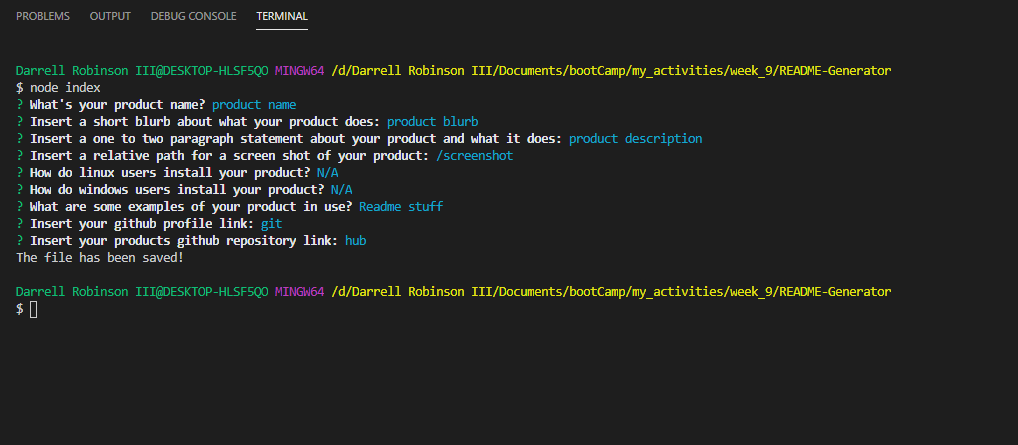 PROBLEMS OUTPUT DEBUG CONSOLE TERMINAL
Darrell Robinson III@DESKTOP-HLSF5QO MINGW64 /d/Darrell Robinson III/Documents/bootCamp/my_activities/week_9/README-Generator
$ node index
? What's your product name? product name
? Insert a short blurb about what your product does: product blurb
? Insert a one to two paragraph statement about your product and what it does: product description
? Insert a relative path for a screen shot of your product: /screenshot
? How do linux users install your product? N/A
? How do windows users install your product? N/A
? What are some examples of your product in use? Readme stuff
? Insert your github profile link: git
? Insert your products github repository link: hub
The file has been saved!
Darrell Robinson III@DESKTOP-HLSF5QO MINGW64 /d/Darrell Robinson III/Documents/bootCamp/my_activities/week_9/README-Generator
$